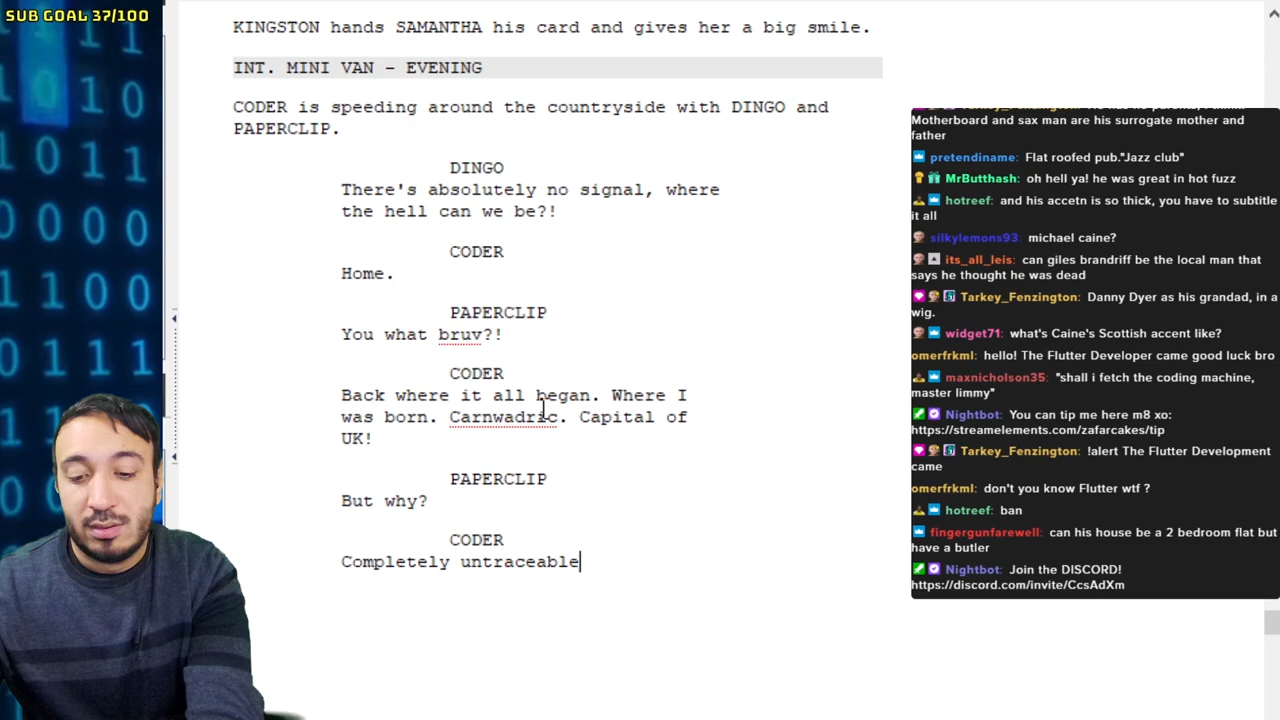 SUB GOAL 37/100
KINGSTON hands SAMANTHA his card and gives her a big smile.
INT. MINI VAN - EVENING
CODER is speeding around the countryside with DINGO and
PAPERCLIP.
DINGO
There's absolutely no signal, where
the hell can we be?!
CODER
Home.
PAPERCLIP
You what bruv?!
CODER
Back where it all began. Where I
was born. Carnwadric. Capital of
UK!
PAPERCLIP
But why?
CODER
Completely untraceable
Motherboard and sax man are his surrogate mother and
father
pretendiname: Flat roofed pub."Jazz club"
MrButthash: oh hell ya! he was great in hot fuzz
hotreef: and his accetn is so thick, you have to subtitle
it all
silkylemons93: michael caine?
its_all_leis: can giles brandriff be the local man that
says he thought he was dead
Tarkey_Fenzington: Danny Dyer as his grandad, in a
wig.
widget71: what's Caine's Scottish accent like?
omerfrkml: hello! The Flutter Developer came good luck bro
maxnicholson35: "shall i fetch the coding machine,
master limmy"
Nightbot: You can tip me here m8 xo:
https://streamelements.com/zafarcakes/tip
Tarkey_Fenzington: !alert The Flutter Development
came
omerfrkml: don't you know Flutter wtf ?
hotreef: ban
fingergunfarewell: can his house be a 2 bedroom flat but
have a butler
Nightbot: Join the DISCORD!
https://discord.com/invite/CcsAdXm